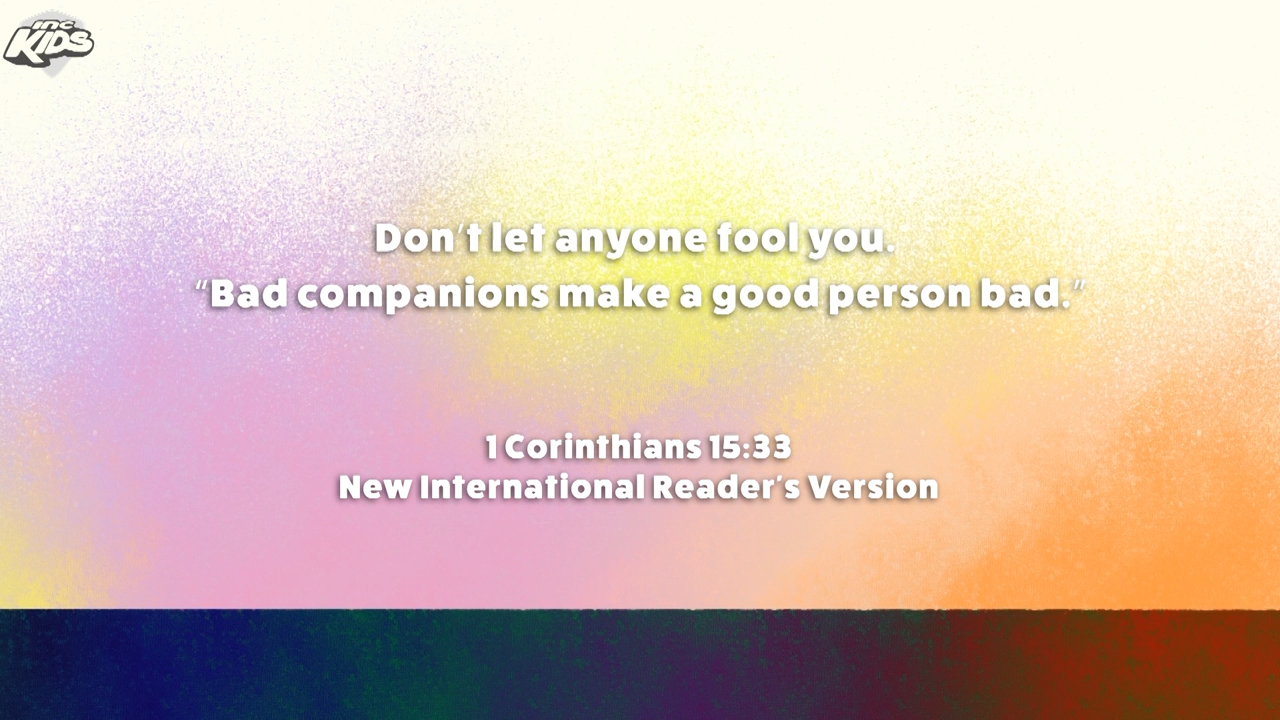 INC
KIDS
Don't let anyone fool you.
"Bad companions make a good person bad."
1 Corinthians 15:33
New International Reader's Version